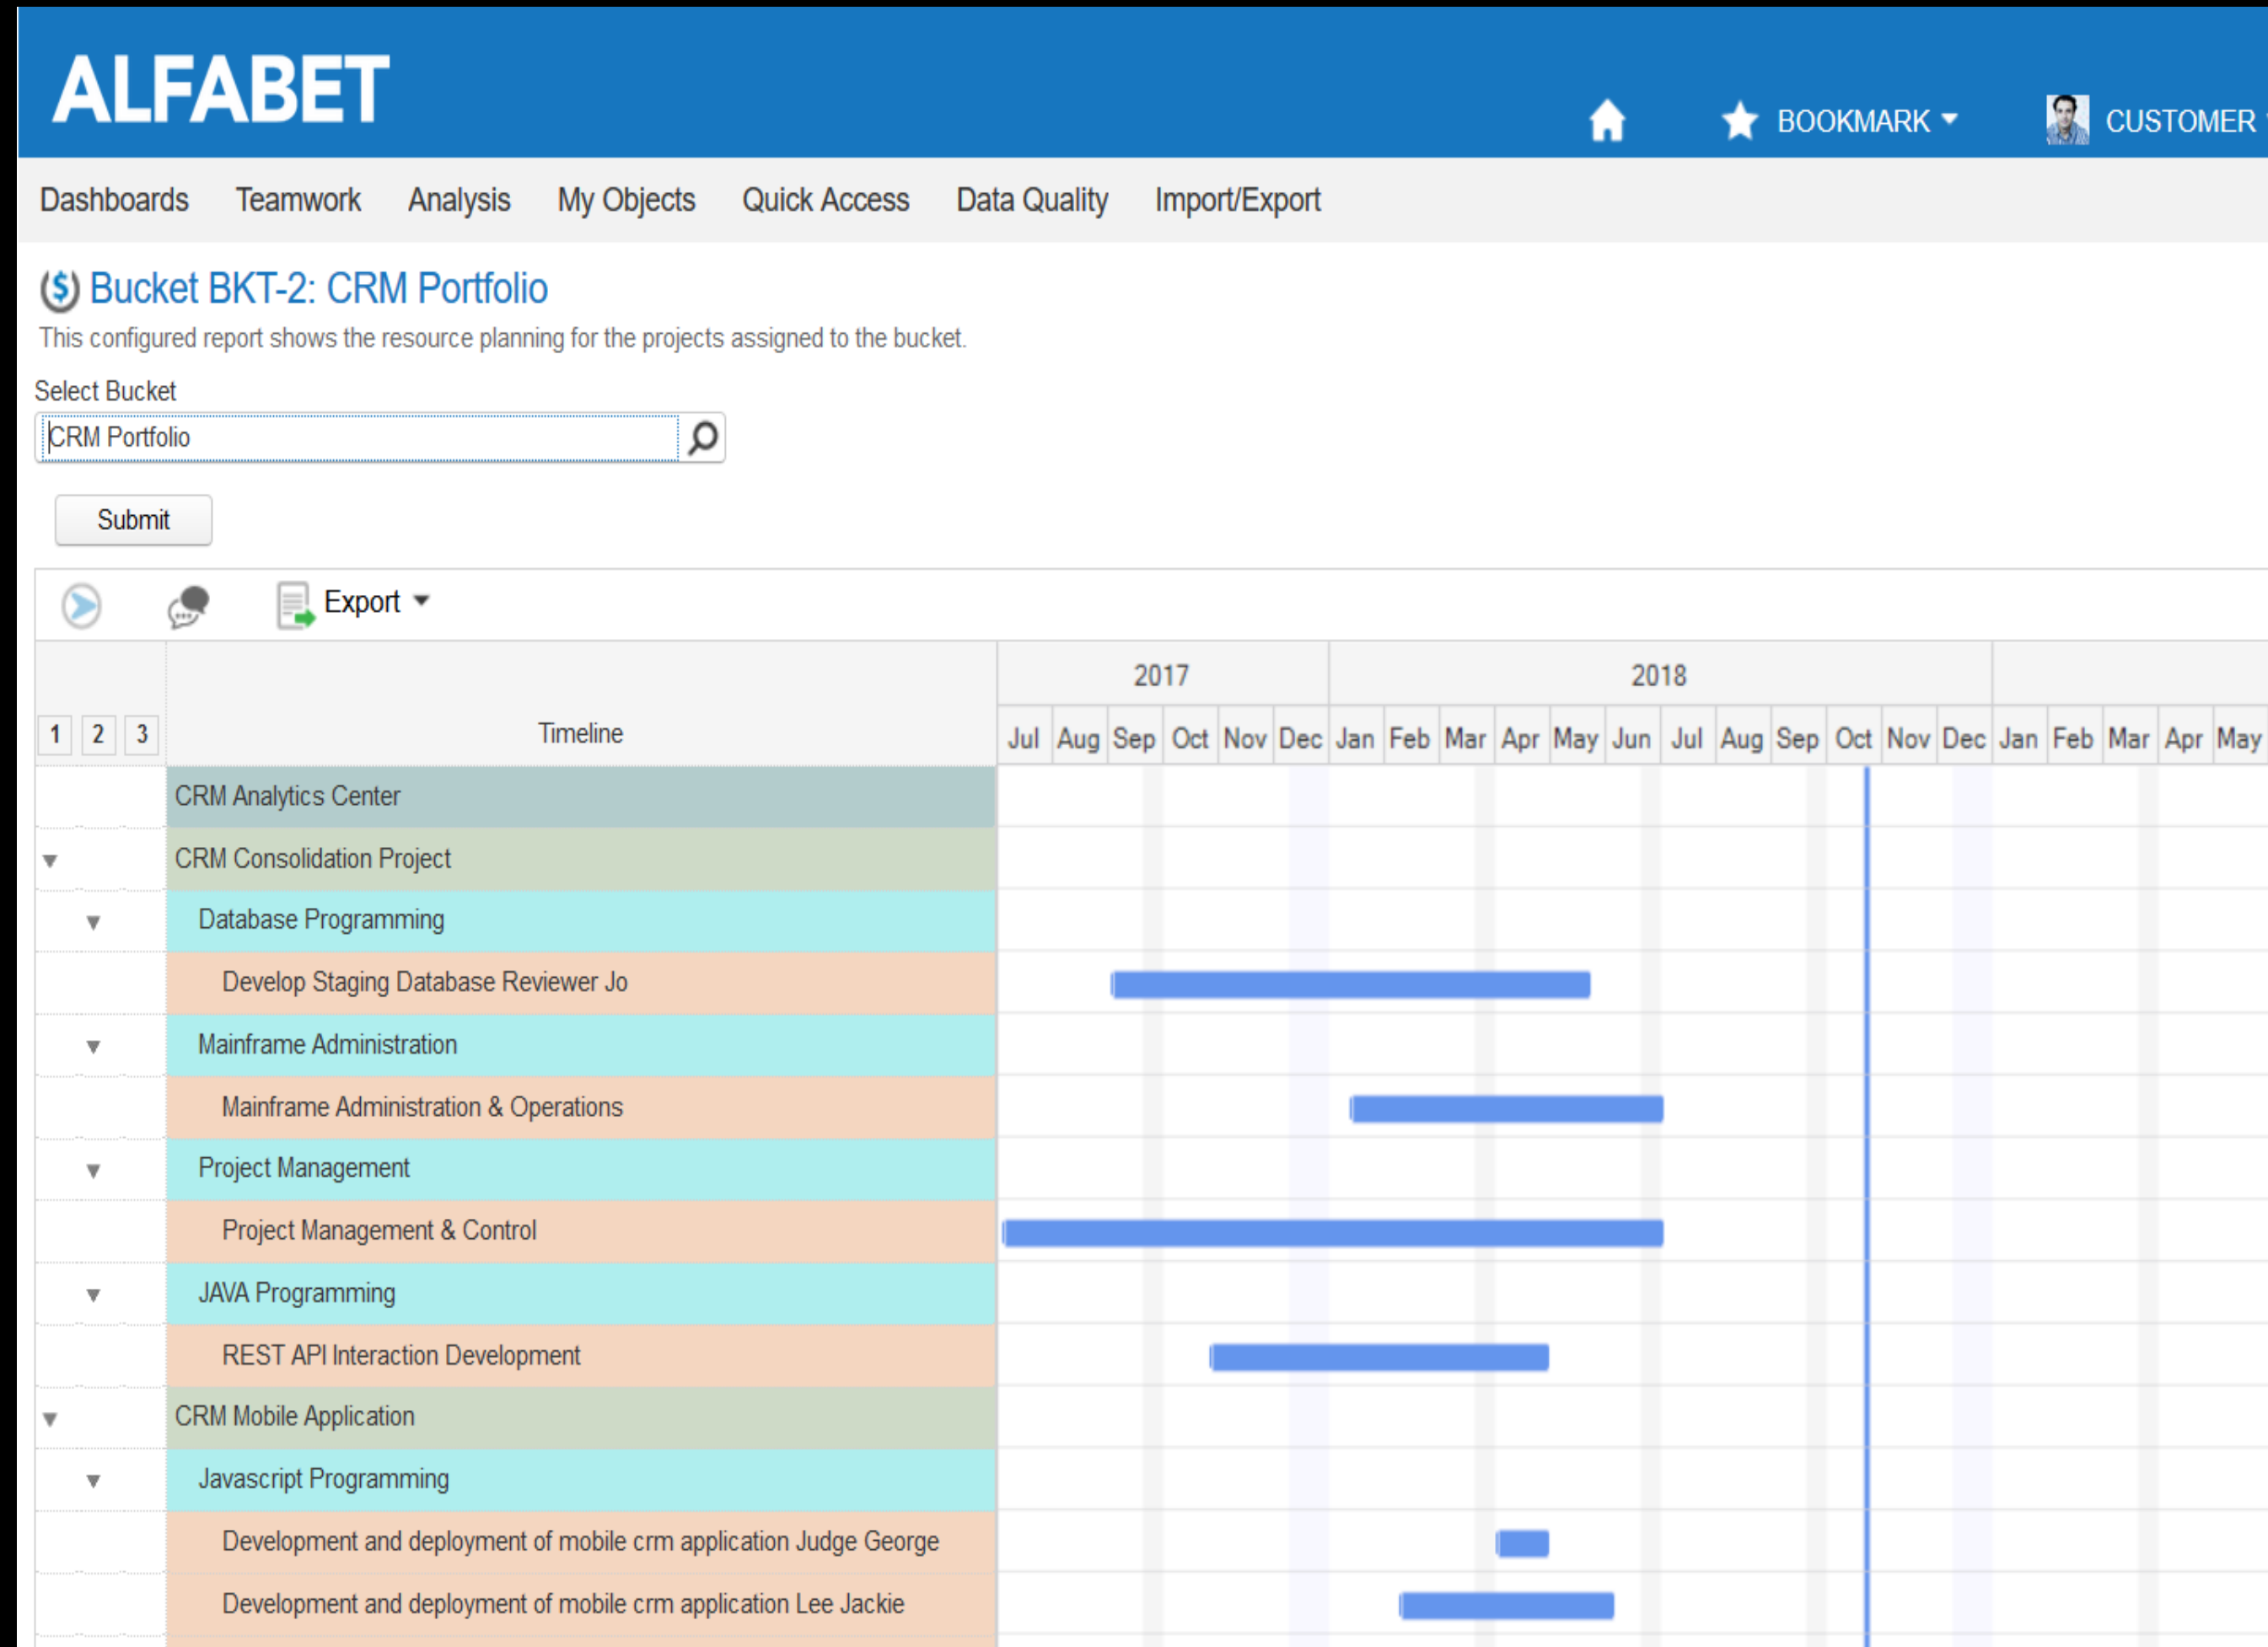 ALFABET
BOOKMARK
CUSTOMER
Dashboards Teamwork Analysis My Objects Quick Access Data Quality Import/Export
($) Bucket BKT-2: CRM Portfolio
This configured report shows the resource planning for the projects assigned to the bucket.
Select Bucket
CRM Portfolio
Submit
Export
2017 2018
1 2 3 Timeline Jul Aug Sep Oct Nov Dec Jan Feb Mar Apr May Jun Jul Aug Sep Oct Nov Dec Jan Feb Mar Apr May
CRM Analytics Center
CRM Consolidation Project
Database Programming
Develop Staging Database Reviewer Jo
Mainframe Administration
Mainframe Administration & Operations
Project Management
Project Management & Control
JAVA Programming
REST API Interaction Development
CRM Mobile Application
Javascript Programming
Development and deployment of mobile crm application Judge George
Development and deployment of mobile crm application Lee Jackie